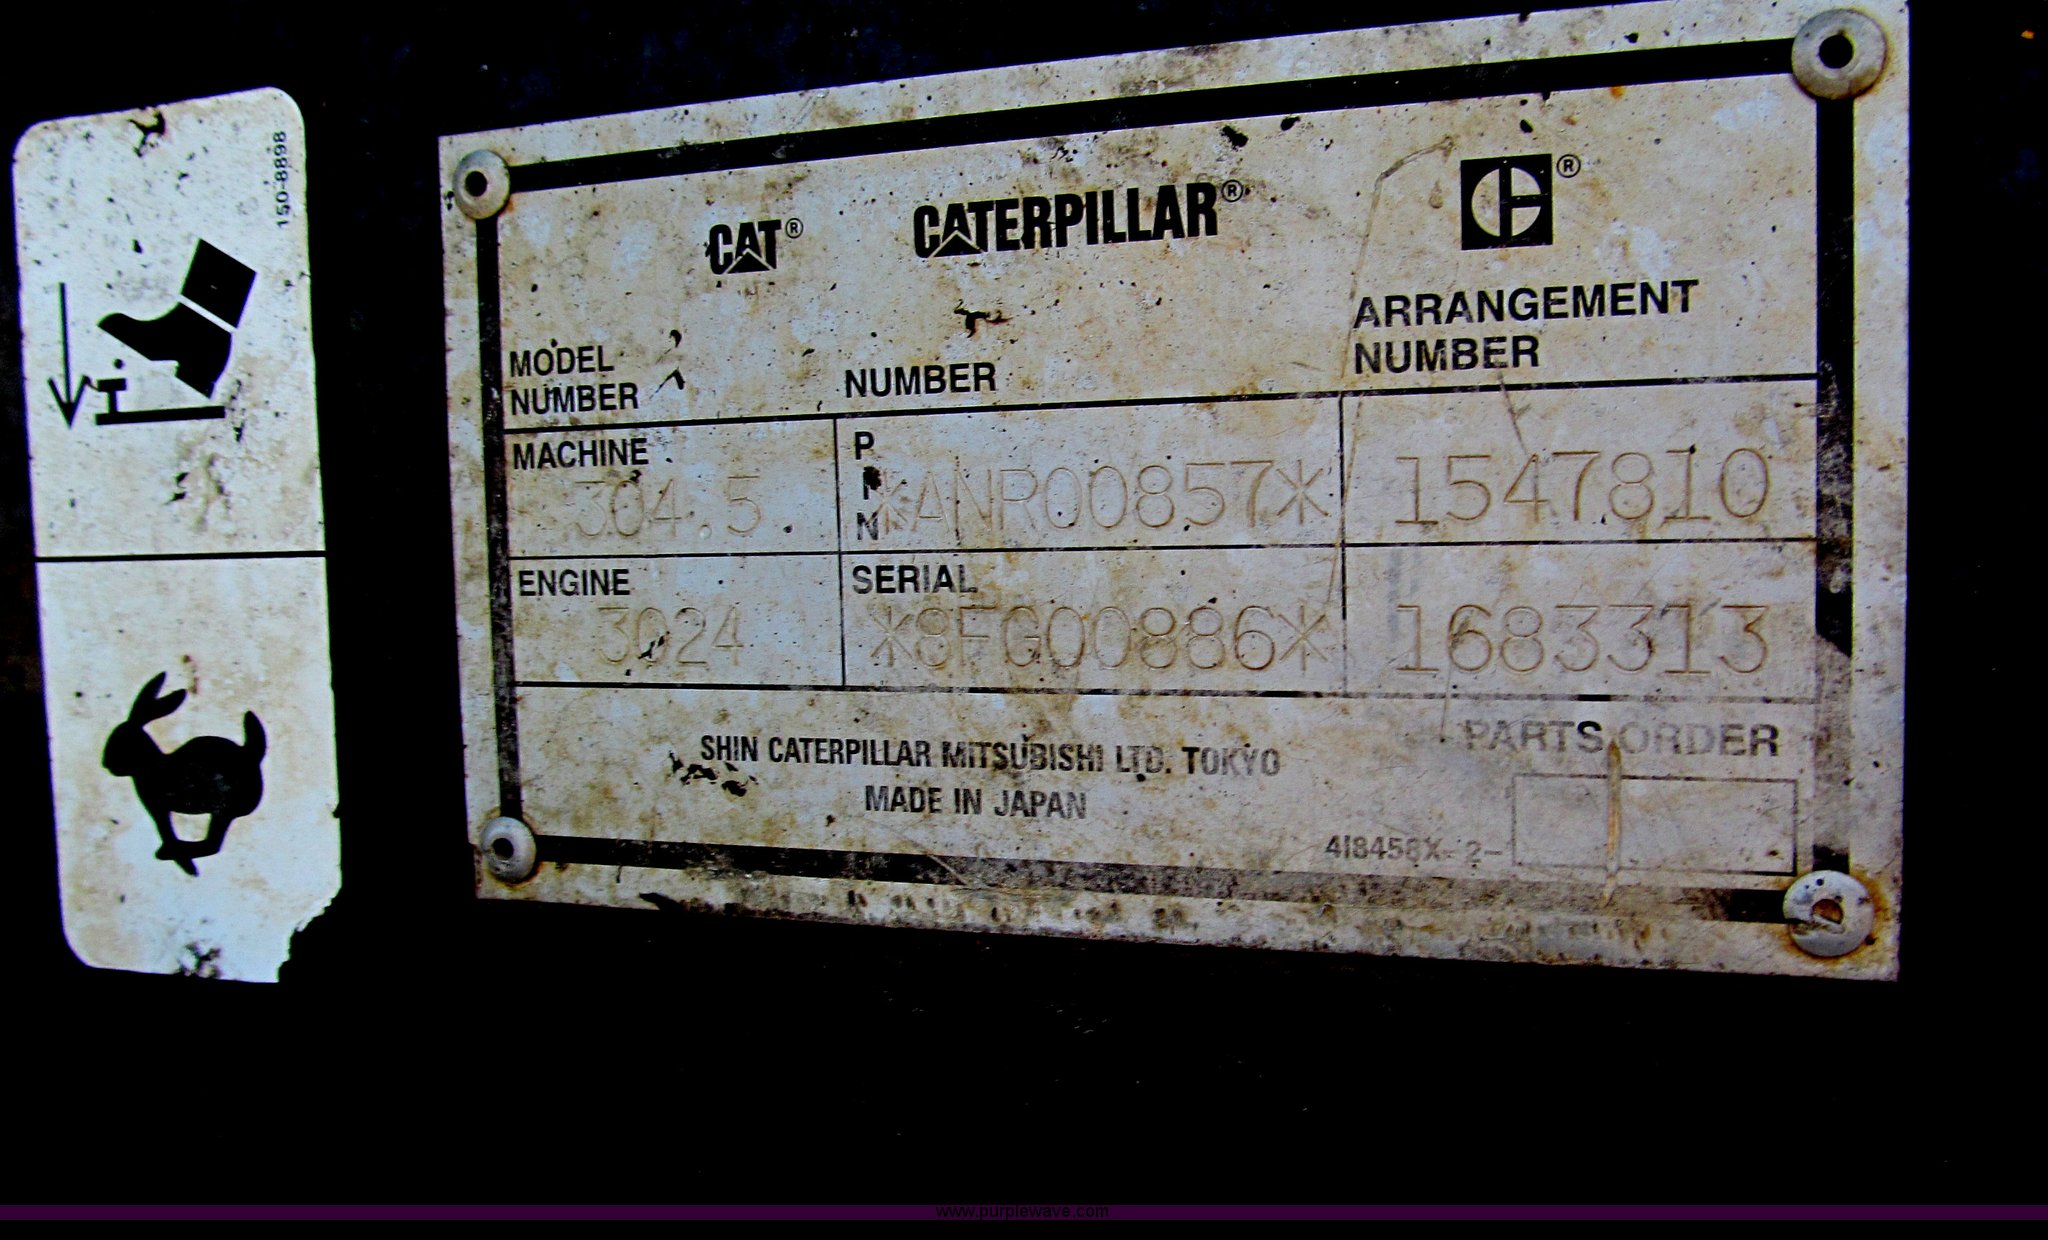 150-8898
CAT® CATERPILLAR® ®
MODEL NUMBER
NUMBER
ARRANGEMENT NUMBER
MACHINE
304.5
PIN
*ANR00857*
1547810
ENGINE
3024
SERIAL
*8FG00886*
1683313
SHIN CATERPILLAR MITSUBISHI LTD. TOKYO
MADE IN JAPAN
PARTS ORDER
www.purplewave.com